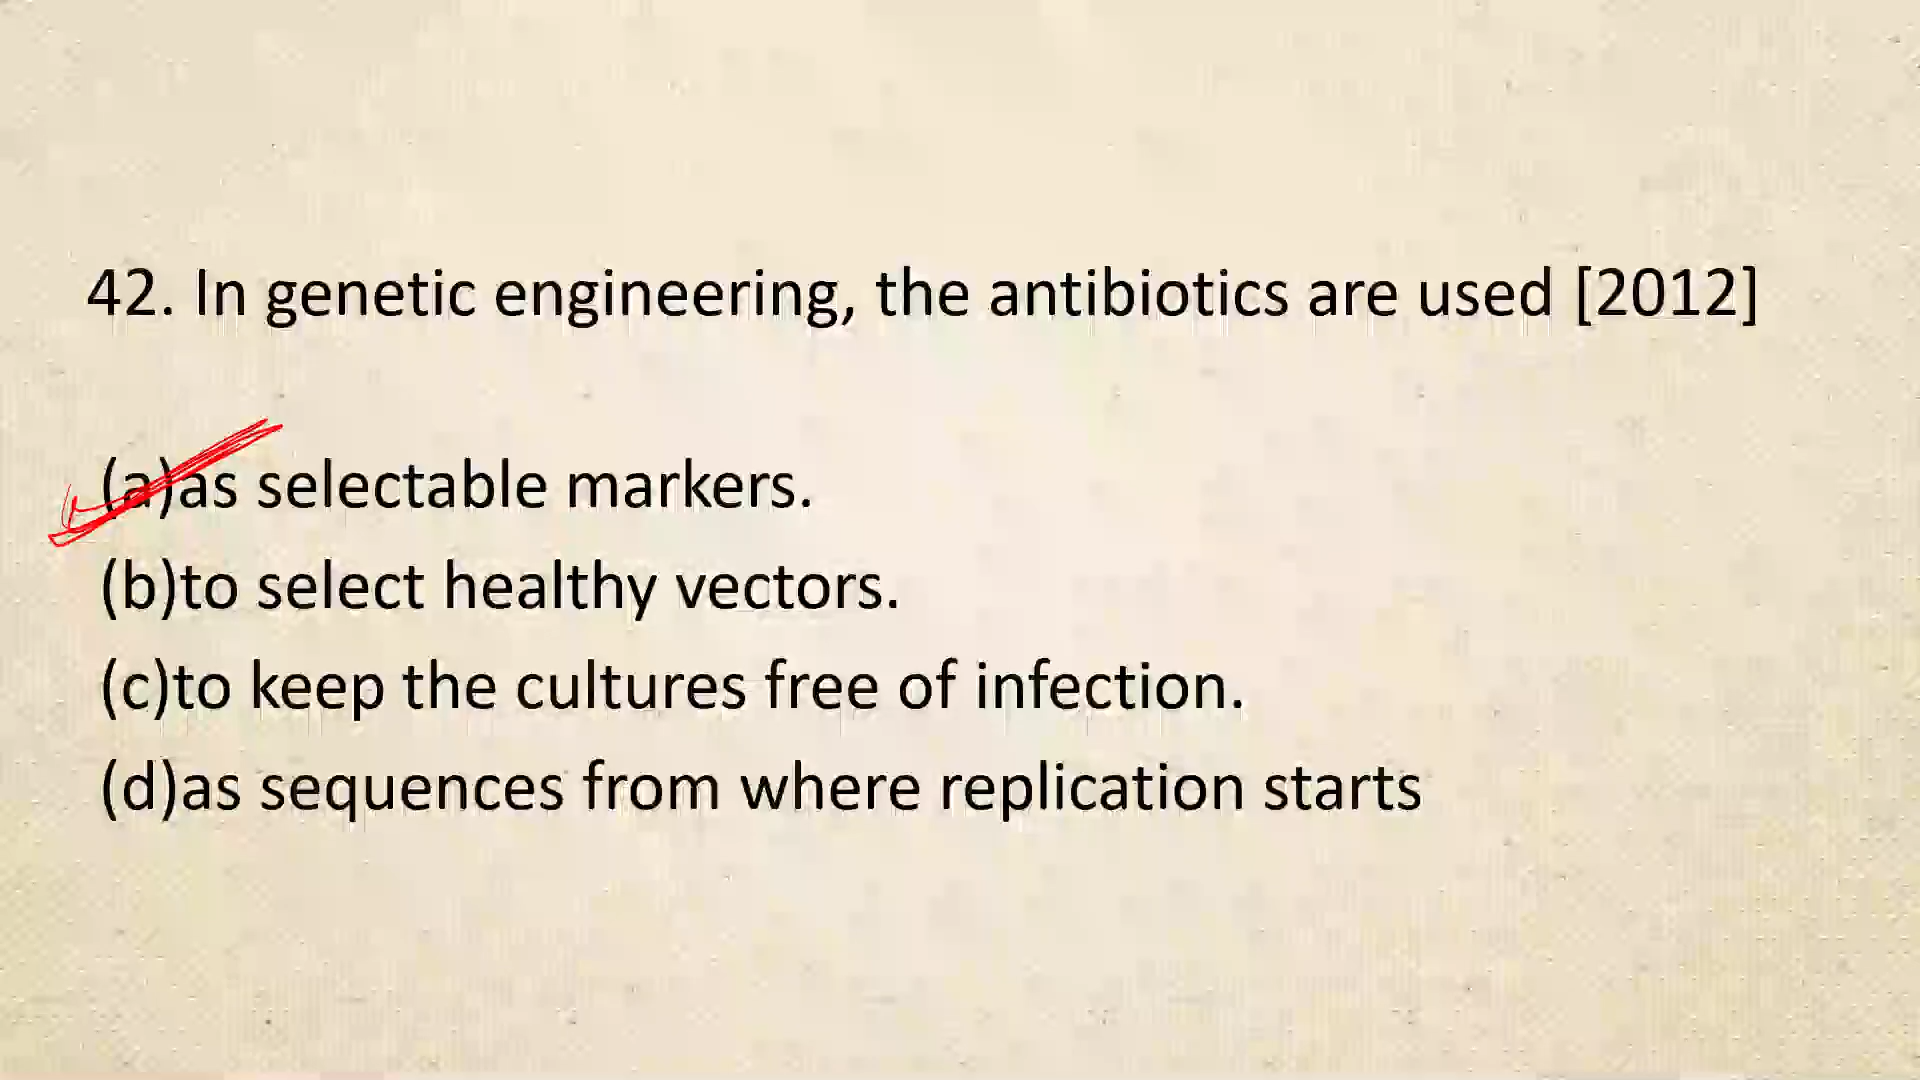 42. In genetic engineering, the antibiotics are used [2012]
(a)as selectable markers.
(b)to select healthy vectors.
(c)to keep the cultures free of infection.
(d)as sequences from where replication starts